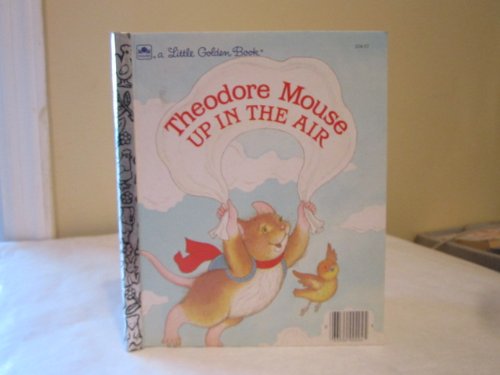 a Little Golden Book®
Theodore Mouse
UP IN THE AIR